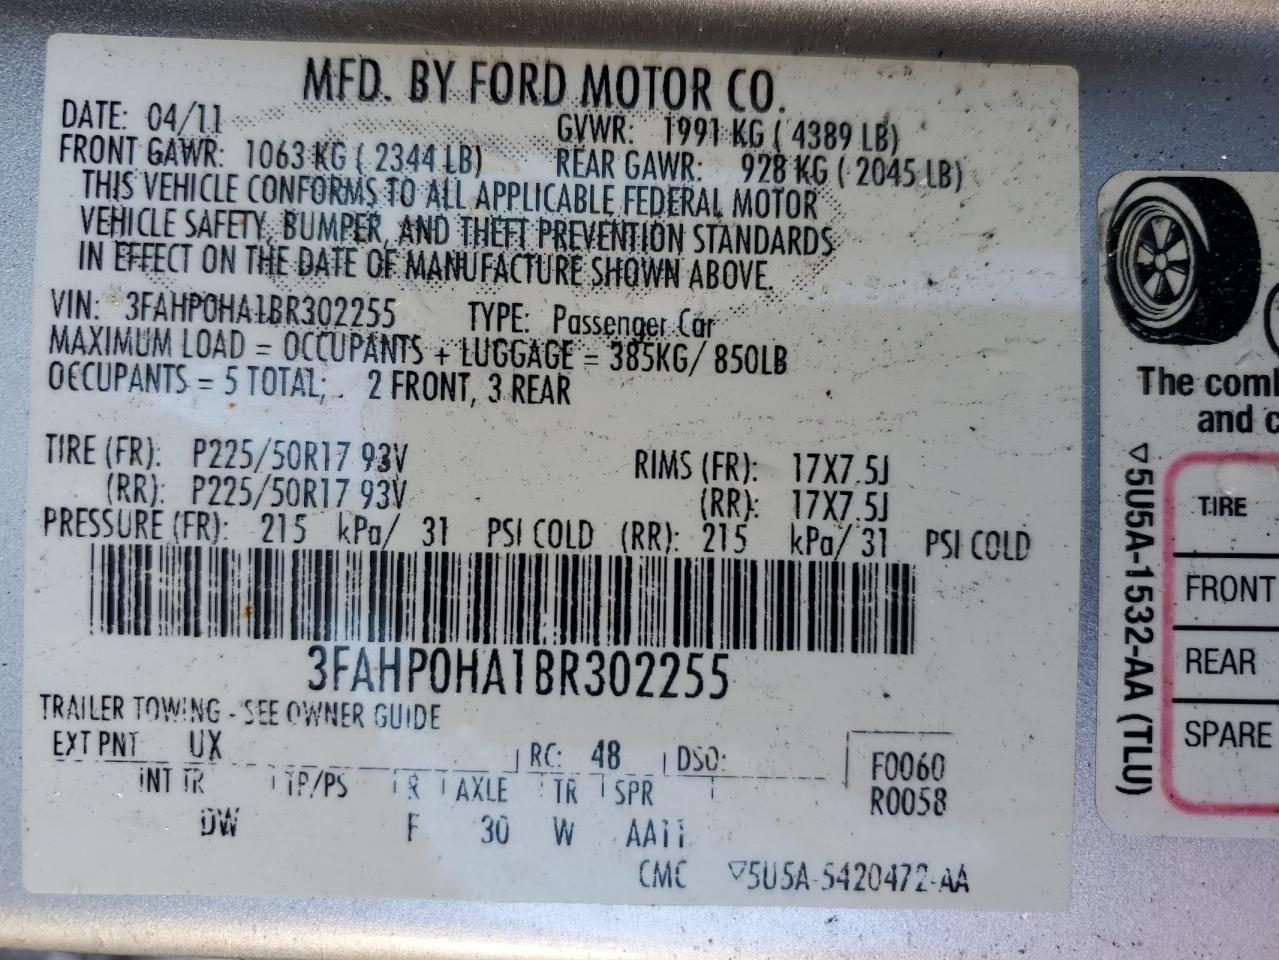 MFD. BY FORD MOTOR CO.
DATE: 04/11 GVWR: 1991 KG ( 4389 LB)
FRONT GAWR: 1063 KG ( 2344 LB) REAR GAWR: 928 KG ( 2045 LB)
THIS VEHICLE CONFORMS TO ALL APPLICABLE FEDERAL MOTOR
VEHICLE SAFETY, BUMPER, AND THEFT PREVENTION STANDARDS
IN EFFECT ON THE DATE OF MANUFACTURE SHOWN ABOVE.
VIN: 3FAHP0HA1BR302255 TYPE: Passenger Car
MAXIMUM LOAD = OCCUPANTS + LUGGAGE = 385KG/ 850LB
OCCUPANTS = 5 TOTAL; 2 FRONT, 3 REAR
TIRE (FR): P225/50R17 93V RIMS (FR): 17X7.5J
(RR): P225/50R17 93V (RR): 17X7.5J
PRESSURE (FR): 215 kPa/ 31 PSI COLD (RR): 215 kPa/ 31 PSI COLD
3FAHP0HA1BR302255
TRAILER TOWING - SEE OWNER GUIDE
EXT PNT UX RC: 48 DSO: F0060
INT TR TP/PS R AXLE TR SPR R0058
DW F 30 W AA11
CMC ▽5U5A-5420472-AA
The comb
and c
TIRE
FRONT
REAR
SPARE
▽5U5A-1532-AA (TLU)